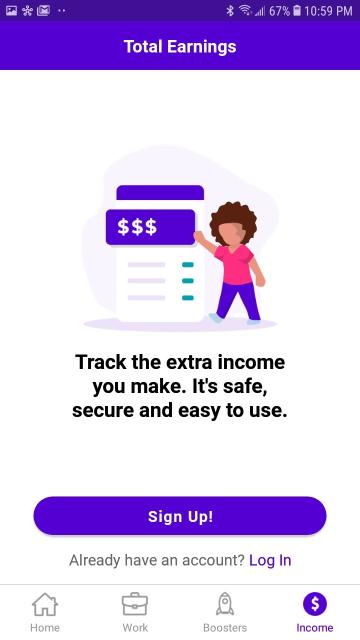 67% 10:59 PM
Total Earnings
$$$
Track the extra income
you make. It's safe,
secure and easy to use.
Sign Up!
Already have an account? Log In
Home Work Boosters Income